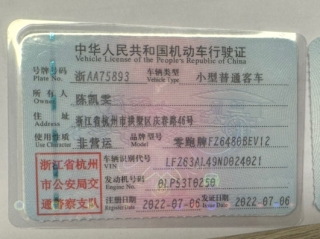 中华人民共和国机动车行驶证
Vehicle License of the People's Republic of China
号牌号码 浙AA75893 车辆类型 小型普通客车
Plate No. Vehicle Type
所有人 陈凯雯
Owner
住址 浙江省杭州市拱墅区庆春路46号
Address
使用性质 非营运 品牌型号 零跑牌FZ6480BEV12
Use Character Model
浙江省杭州
市公安局交
通警察支队
车辆识别代号 LFZ63AL49ND024021
VIN
发动机号码 ALP53T0250
Engine No.
注册日期 2022-07-06 发证日期 2022-07-06
Register Date Issue Date